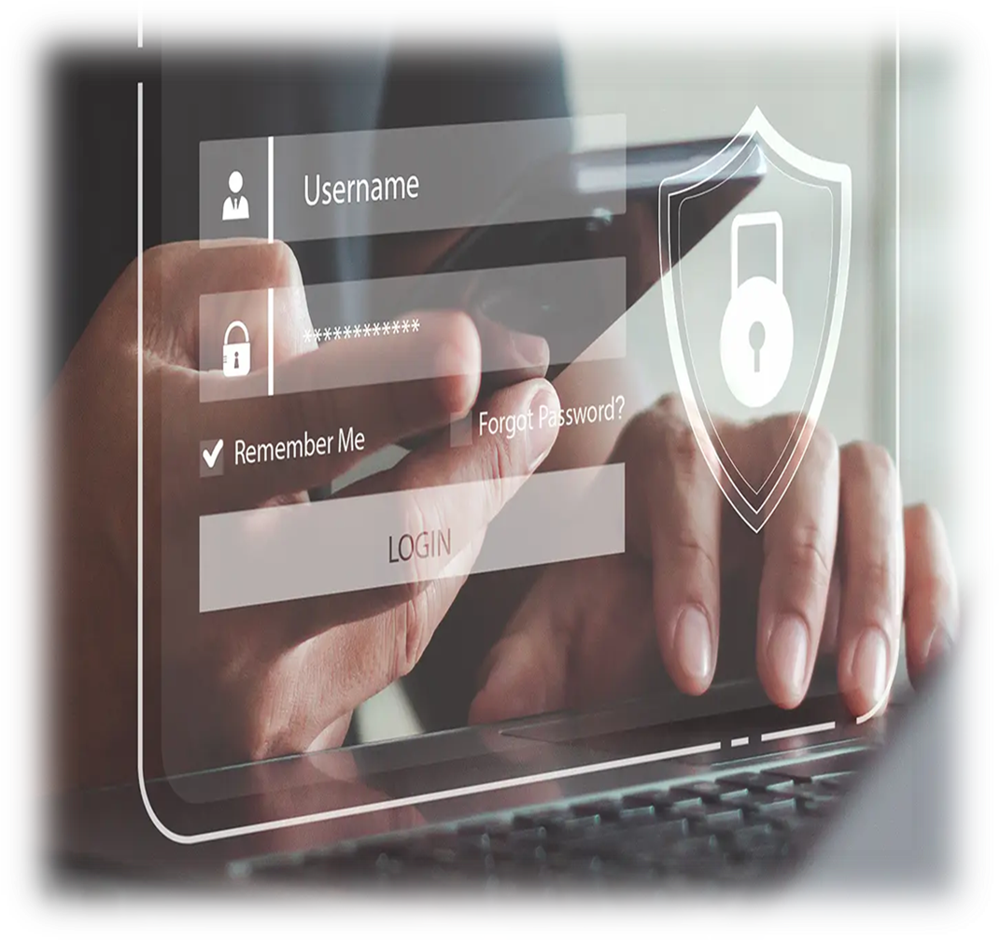 Username
************
Remember Me
Forgot Password?
LOGIN